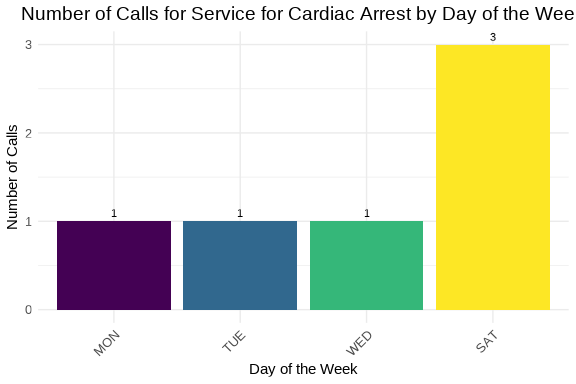 Number of Calls for Service for Cardiac Arrest by Day of the Wee
3
3
2
1
1
1
1
0
Number of Calls
MON
TUE
WED
SAT
Day of the Week